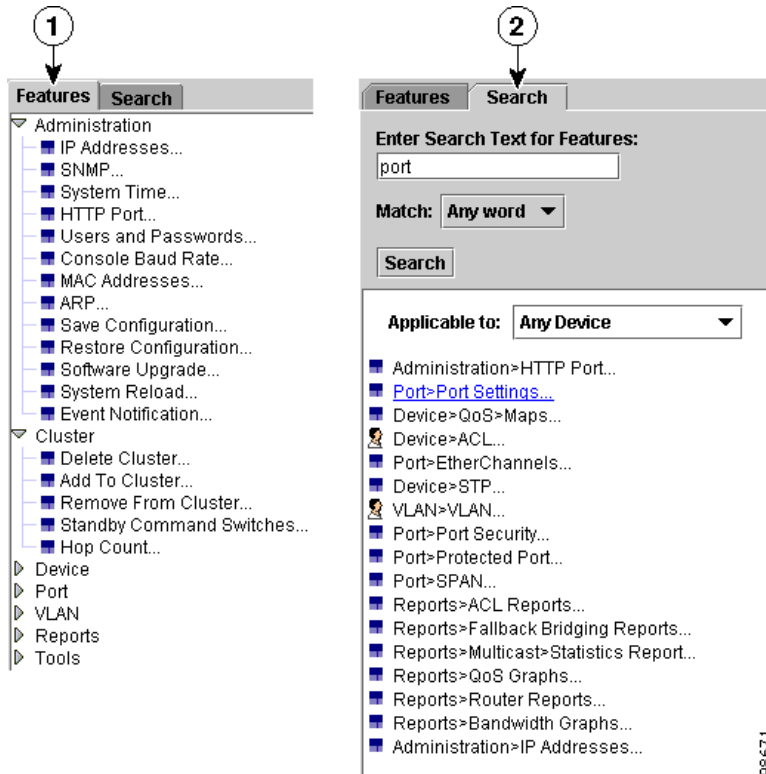 1
Features Search
Administration
IP Addresses...
SNMP...
System Time...
HTTP Port...
Users and Passwords...
Console Baud Rate...
MAC Addresses...
ARP...
Save Configuration...
Restore Configuration...
Software Upgrade...
System Reload...
Event Notification...
Cluster
Delete Cluster...
Add To Cluster...
Remove From Cluster...
Standby Command Switches...
Hop Count...
Device
Port
VLAN
Reports
Tools
2
Features Search
Enter Search Text for Features:
port
Match: Any word
Search
Applicable to: Any Device
Administration>HTTP Port...
Port>Port Settings...
Device>QoS>Maps...
Device>ACL...
Port>EtherChannels...
Device>STP...
VLAN>VLAN...
Port>Port Security...
Port>Protected Port...
Port>SPAN...
Reports>ACL Reports...
Reports>Fallback Bridging Reports...
Reports>Multicast>Statistics Report...
Reports>QoS Graphs...
Reports>Router Reports...
Reports>Bandwidth Graphs...
Administration>IP Addresses...